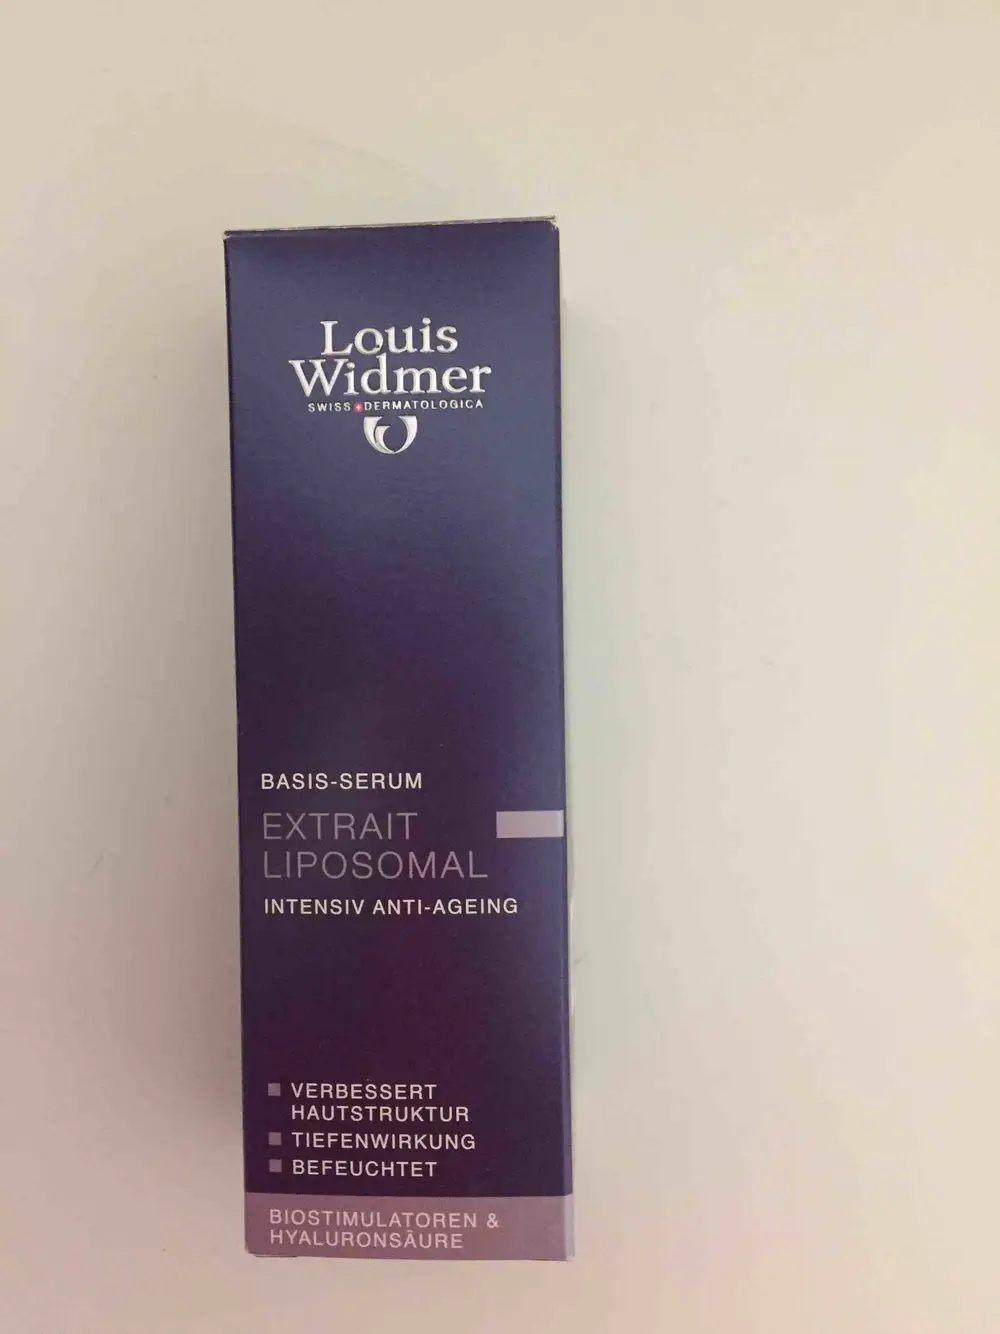 Louis
Widmer
SWISS+DERMATOLOGICA
BASIS-SERUM
EXTRAIT
LIPOSOMAL
INTENSIV ANTI-AGEING
VERBESSERT
HAUTSTRUKTUR
TIEFENWIRKUNG
BEFEUCHTET
BIOSTIMULATOREN &
HYALURONSÄURE